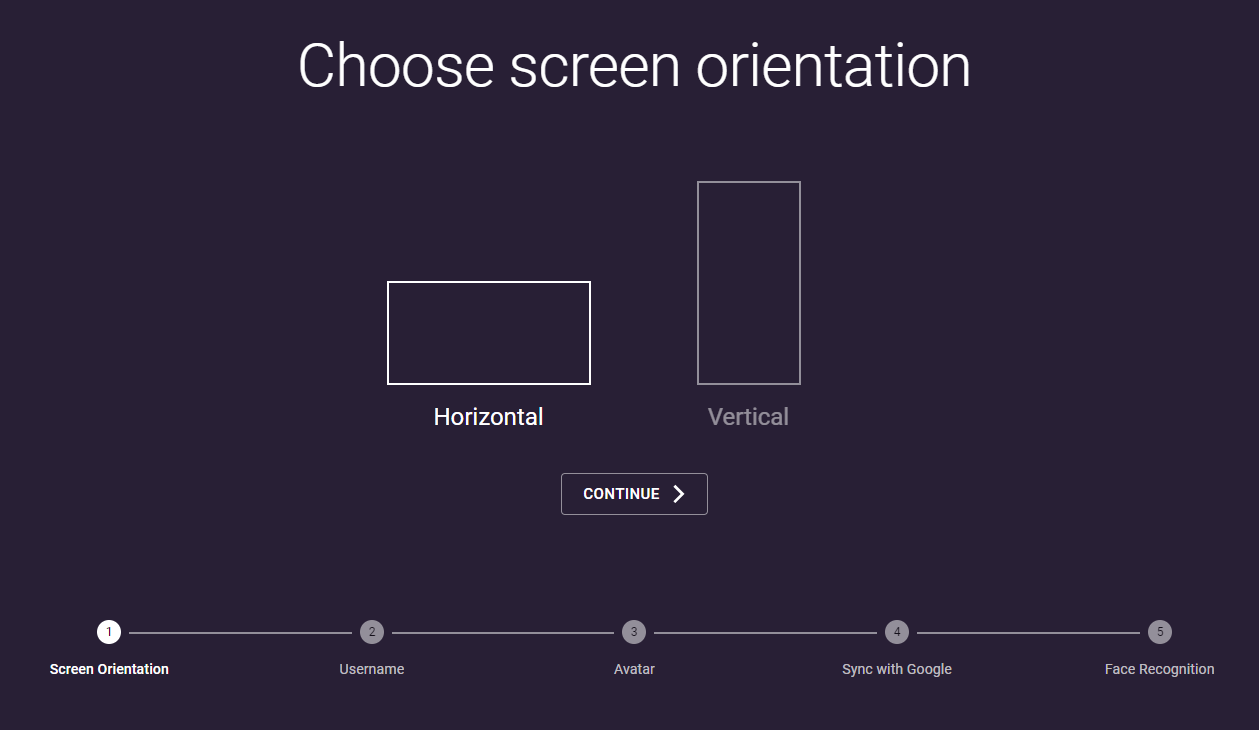 Choose screen orientation
Horizontal
Vertical
CONTINUE
1
2
3
4
5
Screen Orientation
Username
Avatar
Sync with Google
Face Recognition